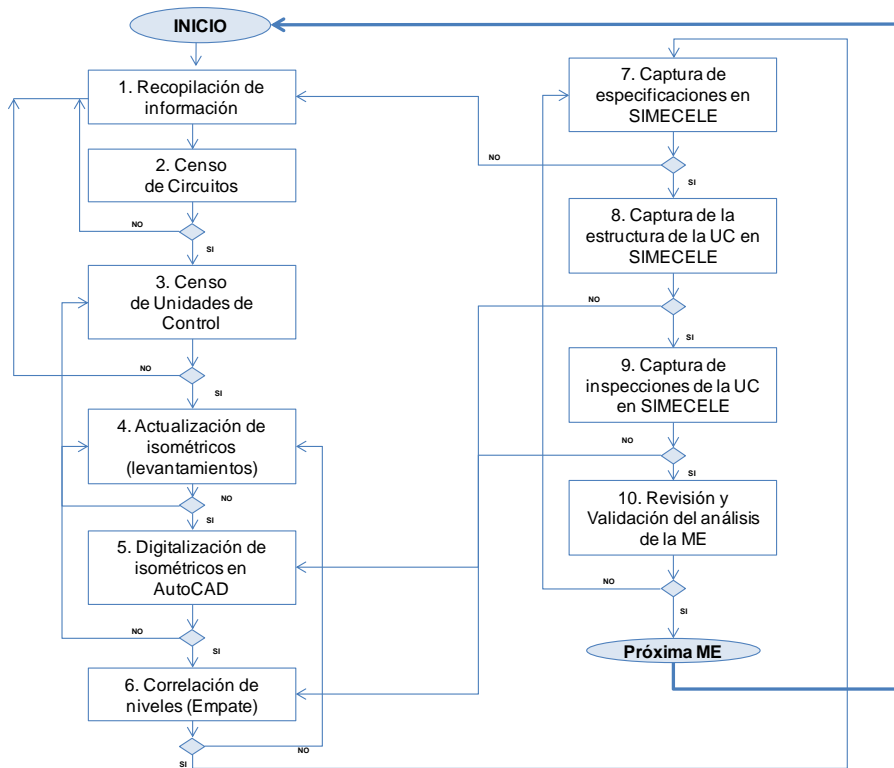 INICIO
1. Recopilación de
información
2. Censo
de Circuitos
NO
SI
3. Censo
de Unidades de
Control
NO
SI
4. Actualización de
isométricos
(levantamientos)
NO
SI
5. Digitalización de
isométricos en
AutoCAD
NO
SI
6. Correlación de
niveles (Empate)
NO
SI
7. Captura de
especificaciones en
SIMECELE
NO
SI
8. Captura de la
estructura de la UC en
SIMECELE
NO
SI
9. Captura de
inspecciones de la UC
en SIMECELE
NO
SI
10. Revisión y
Validación del análisis
de la ME
NO
SI
Próxima ME